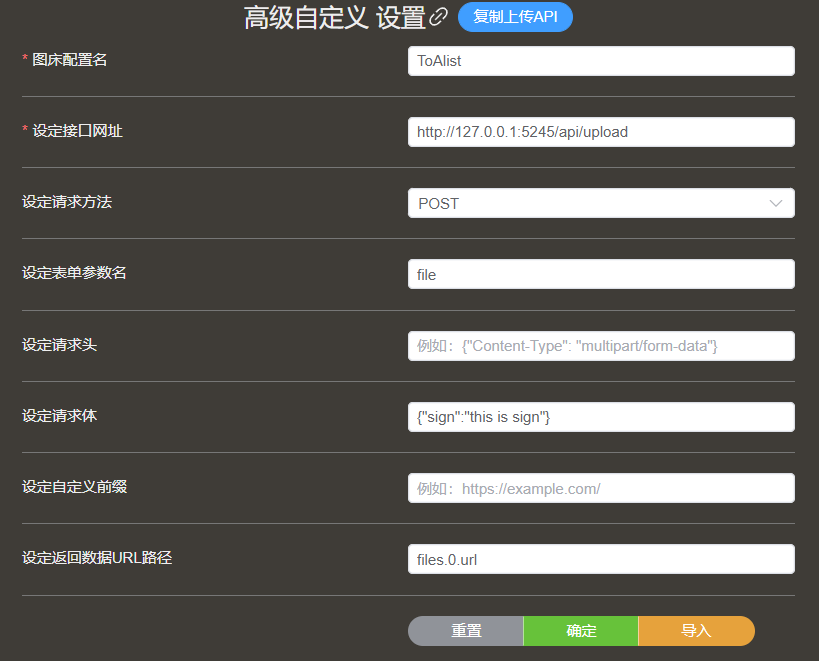 高级自定义 设置 复制上传API
* 图床配置名 ToAlist
* 设定接口网址 http://127.0.0.1:5245/api/upload
设定请求方法 POST
设定表单参数名 file
设定请求头 例如：{"Content-Type": "multipart/form-data"}
设定请求体 {"sign":"this is sign"}
设定自定义前缀 例如：https://example.com/
设定返回数据URL路径 files.0.url
重置 确定 导入